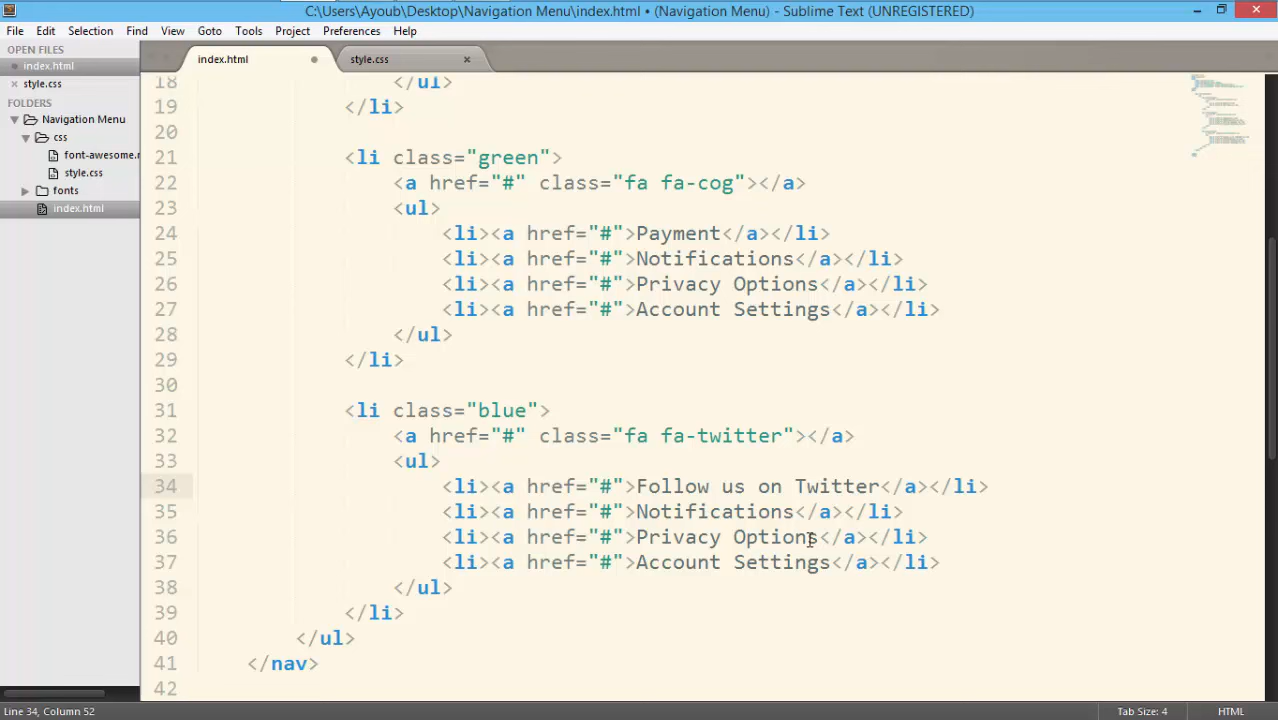 C:\Users\Ayoub\Desktop\Navigation Menu\index.html • (Navigation Menu) - Sublime Text (UNREGISTERED)
File Edit Selection Find View Goto Tools Project Preferences Help
OPEN FILES
index.html
style.css
FOLDERS
Navigation Menu
css
font-awesome.r
style.css
fonts
index.html
index.html style.css
18 </ul>
19 </li>
20
21 <li class="green">
22 <a href="#" class="fa fa-cog"></a>
23 <ul>
24 <li><a href="#">Payment</a></li>
25 <li><a href="#">Notifications</a></li>
26 <li><a href="#">Privacy Options</a></li>
27 <li><a href="#">Account Settings</a></li>
28 </ul>
29 </li>
30
31 <li class="blue">
32 <a href="#" class="fa fa-twitter"></a>
33 <ul>
34 <li><a href="#">Follow us on Twitter</a></li>
35 <li><a href="#">Notifications</a></li>
36 <li><a href="#">Privacy Options</a></li>
37 <li><a href="#">Account Settings</a></li>
38 </ul>
39 </li>
40 </ul>
41 </nav>
42
Line 34, Column 52 Tab Size: 4 HTML